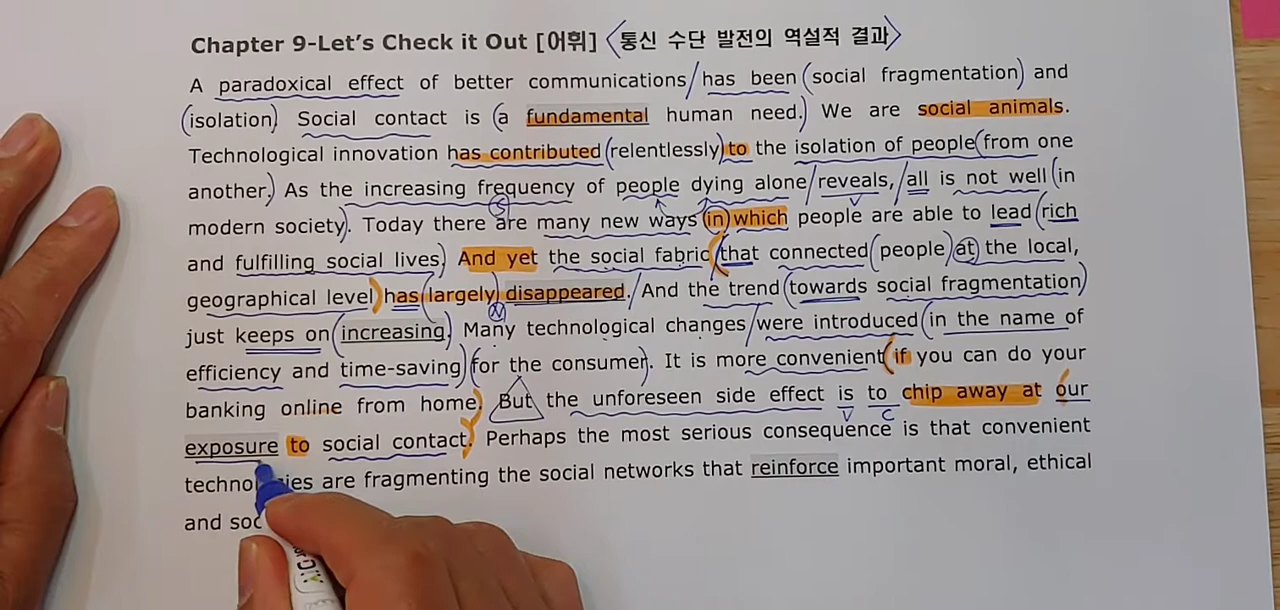 Chapter 9-Let's Check it Out [어휘] <통신 수단 발전의 역설적 결과>
A paradoxical effect of better communications has been social fragmentation and
isolation. Social contact is a fundamental human need. We are social animals.
Technological innovation has contributed relentlessly to the isolation of people from one
another. As the increasing frequency of people dying alone reveals, all is not well in
modern society. Today there are many new ways in which people are able to lead rich
and fulfilling social lives. And yet the social fabric that connected people at the local,
geographical level has largely disappeared. And the trend towards social fragmentation
just keeps on increasing. Many technological changes were introduced in the name of
efficiency and time-saving for the consumer. It is more convenient if you can do your
banking online from home. But the unforeseen side effect is to chip away at our
V C
exposure to social contact. Perhaps the most serious consequence is that convenient
are fragmenting the social networks that reinforce important moral, ethical
and